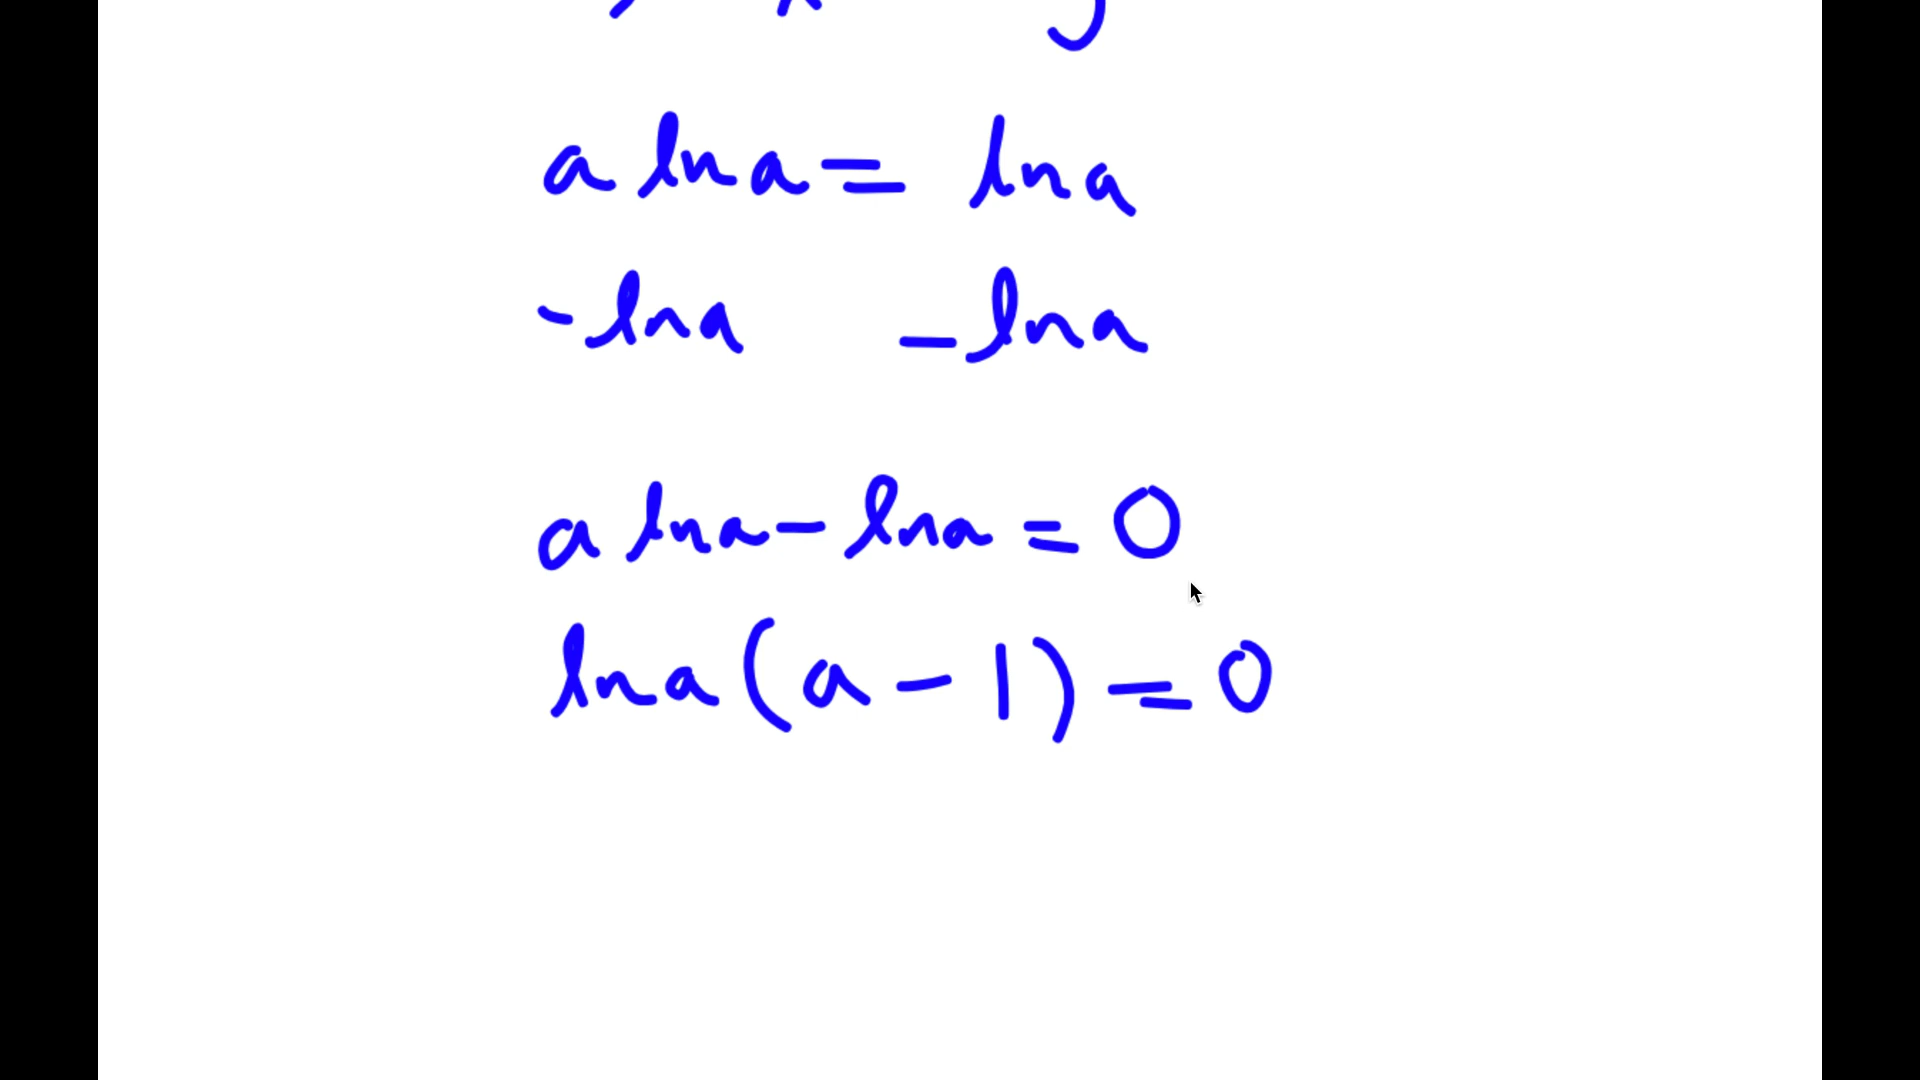 a ln a = ln a
- ln a - ln a
a ln a - ln a = 0
ln a (a - 1) = 0